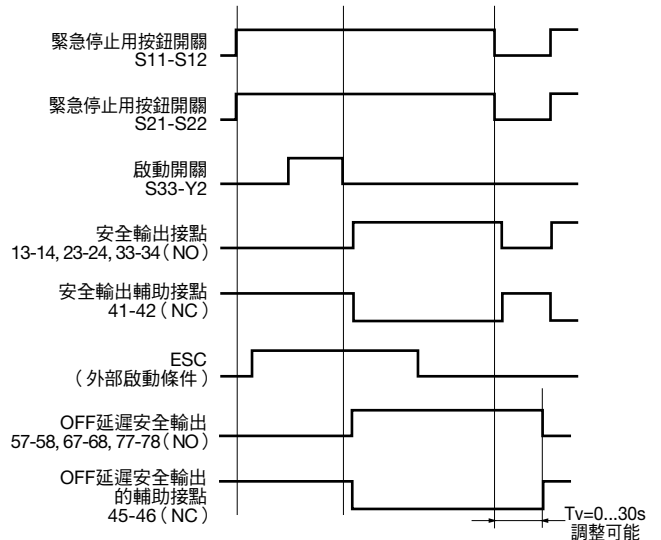 緊急停止用按鈕開關
S11-S12
緊急停止用按鈕開關
S21-S22
啟動開關
S33-Y2
安全輸出接點
13-14, 23-24, 33-34（NO）
安全輸出輔助接點
41-42（NC）
ESC
（外部啟動條件）
OFF延遲安全輸出
57-58, 67-68, 77-78（NO）
OFF延遲安全輸出
的輔助接點
45-46（NC）
Tv=0...30s
調整可能